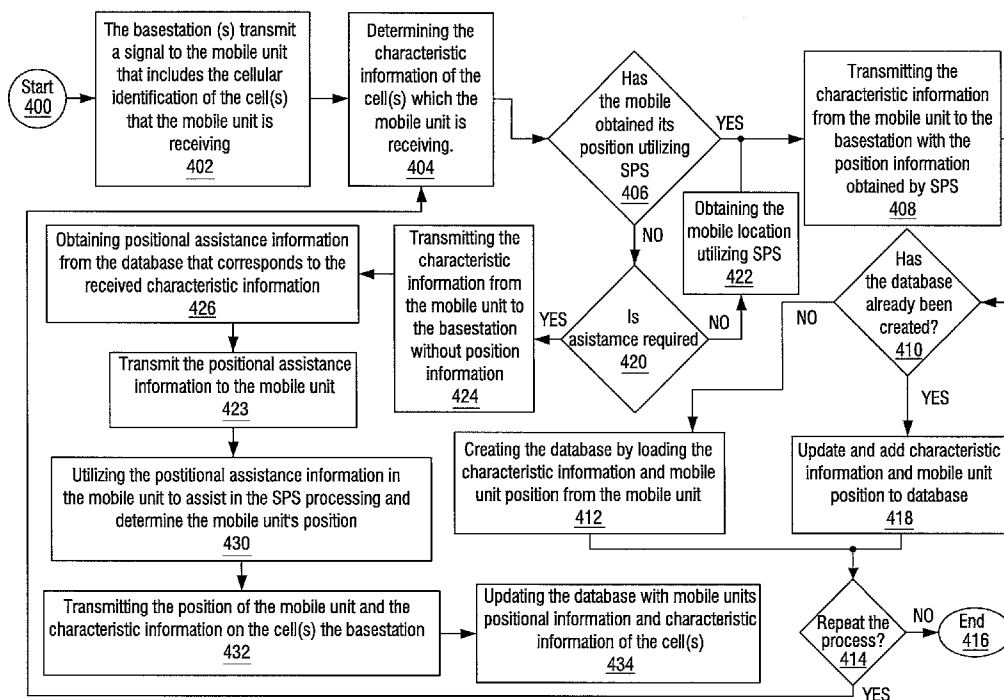 Start
400
The basestation (s) transmit
a signal to the mobile unit
that includes the cellular
identification of the cell(s)
that the mobile unit is
receiving
402
Determining the
characteristic
information of the
cell(s) which the
mobile unit is
receiving.
404
Has
the mobile
obtained its
position utilizing
SPS
406
YES
NO
Transmitting the
characteristic information
from the mobile unit to the
basestation with the
position information
obtained by SPS
408
Obtaining the
mobile location
utilizing SPS
422
Is
asistamce required
420
NO
YES
Transmitting the
characteristic
information from
the mobile unit to
the basestation
without position
information
424
Obtaining positional assistance information
from the database that corresponds to the
received characteristic information
426
Transmit the positional assistance
information to the mobile unit
423
Utilizing the postitional assistance information in
the mobile unit to assist in the SPS processing and
determine the mobile unit's position
430
Transmitting the position of the mobile unit and the
characteristic information on the cell(s) the basestation
432
Updating the database with mobile units
positional information and characteristic
information of the cell(s)
434
Has
the database
already been
created?
410
NO
YES
Creating the database by loading the
characteristic information and mobile
unit position from the mobile unit
412
Update and add characteristic
information and mobile unit
position to database
418
Repeat the
process?
414
NO
YES
End
416